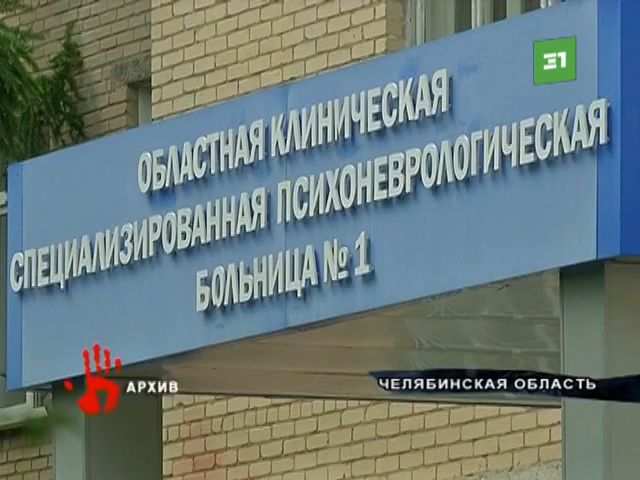 31
ОБЛАСТНАЯ КЛИНИЧЕСКАЯ
СПЕЦИАЛИЗИРОВАННАЯ ПСИХОНЕВРОЛОГИЧЕСКАЯ
БОЛЬНИЦА № 1
АРХИВ
ЧЕЛЯБИНСКАЯ ОБЛАСТЬ